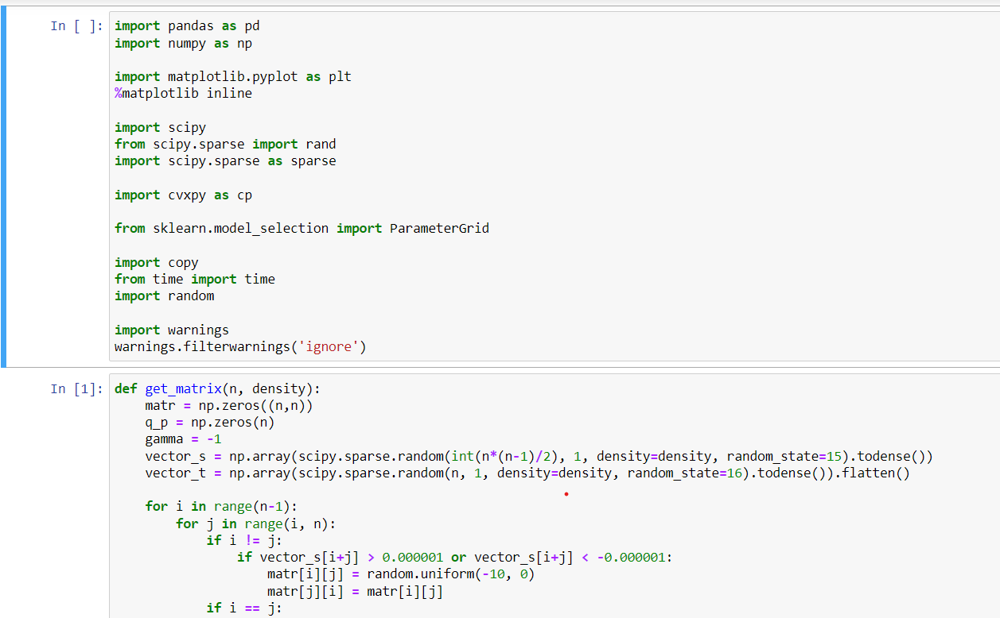 In [ ]: import pandas as pd
import numpy as np
import matplotlib.pyplot as plt
%matplotlib inline
import scipy
from scipy.sparse import rand
import scipy.sparse as sparse
import cvxpy as cp
from sklearn.model_selection import ParameterGrid
import copy
from time import time
import random
import warnings
warnings.filterwarnings('ignore')
In [1]: def get_matrix(n, density):
    matr = np.zeros((n,n))
    q_p = np.zeros(n)
    gamma = -1
    vector_s = np.array(scipy.sparse.random(int(n*(n-1)/2), 1, density=density, random_state=15).todense())
    vector_t = np.array(scipy.sparse.random(n, 1, density=density, random_state=16).todense()).flatten()
    for i in range(n-1):
        for j in range(i, n):
            if i != j:
                if vector_s[i+j] > 0.000001 or vector_s[i+j] < -0.000001:
                    matr[i][j] = random.uniform(-10, 0)
                    matr[j][i] = matr[i][j]
            if i == j: